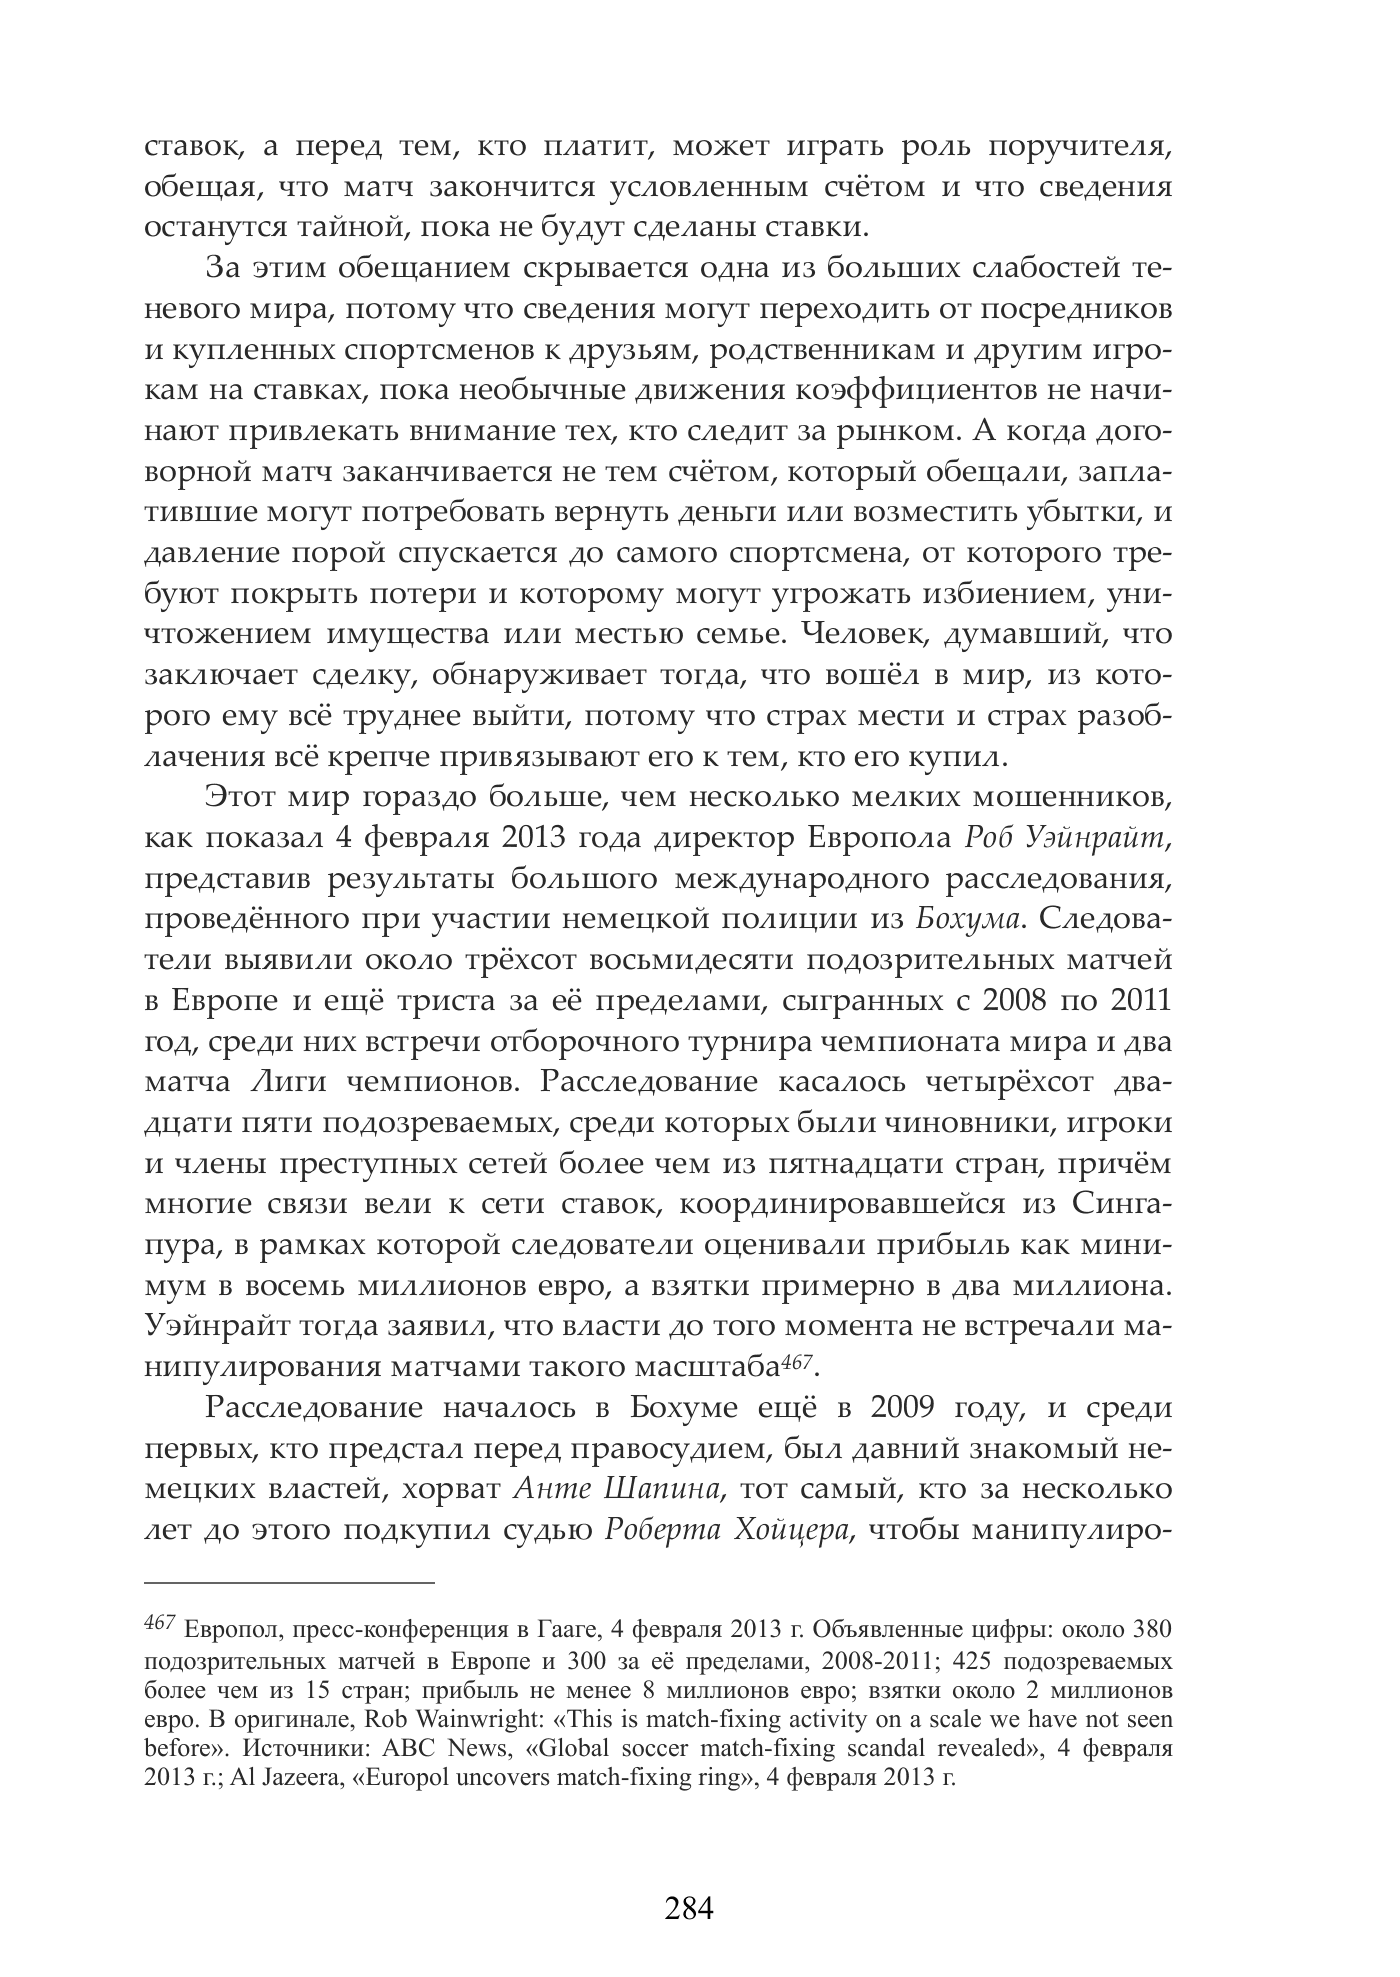 ставок, а перед тем, кто платит, может играть роль поручителя,
обещая, что матч закончится условленным счётом и что сведения
останутся тайной, пока не будут сделаны ставки.
За этим обещанием скрывается одна из больших слабостей те-
невого мира, потому что сведения могут переходить от посредников
и купленных спортсменов к друзьям, родственникам и другим игро-
кам на ставках, пока необычные движения коэффициентов не начи-
нают привлекать внимание тех, кто следит за рынком. А когда дого-
ворной матч заканчивается не тем счётом, который обещали, запла-
тившие могут потребовать вернуть деньги или возместить убытки, и
давление порой спускается до самого спортсмена, от которого тре-
буют покрыть потери и которому могут угрожать избиением, уни-
чтожением имущества или местью семье. Человек, думавший, что
заключает сделку, обнаруживает тогда, что вошёл в мир, из кото-
рого ему всё труднее выйти, потому что страх мести и страх разоб-
лачения всё крепче привязывают его к тем, кто его купил.
Этот мир гораздо больше, чем несколько мелких мошенников,
как показал 4 февраля 2013 года директор Европола Роб Уэйнрайт,
представив результаты большого международного расследования,
проведённого при участии немецкой полиции из Бохума. Следова-
тели выявили около трёхсот восьмидесяти подозрительных матчей
в Европе и ещё триста за её пределами, сыгранных с 2008 по 2011
год, среди них встречи отборочного турнира чемпионата мира и два
матча Лиги чемпионов. Расследование касалось четырёхсот два-
дцати пяти подозреваемых, среди которых были чиновники, игроки
и члены преступных сетей более чем из пятнадцати стран, причём
многие связи вели к сети ставок, координировавшейся из Синга-
пура, в рамках которой следователи оценивали прибыль как мини-
мум в восемь миллионов евро, а взятки примерно в два миллиона.
Уэйнрайт тогда заявил, что власти до того момента не встречали ма-
нипулирования матчами такого масштаба467.
Расследование началось в Бохуме ещё в 2009 году, и среди
первых, кто предстал перед правосудием, был давний знакомый не-
мецких властей, хорват Анте Шапина, тот самый, кто за несколько
лет до этого подкупил судью Роберта Хойцера, чтобы манипулиро-
467 Европол, пресс-конференция в Гааге, 4 февраля 2013 г. Объявленные цифры: около 380
подозрительных матчей в Европе и 300 за её пределами, 2008-2011; 425 подозреваемых
более чем из 15 стран; прибыль не менее 8 миллионов евро; взятки около 2 миллионов
евро. В оригинале, Rob Wainwright: «This is match-fixing activity on a scale we have not seen
before». Источники: ABC News, «Global soccer match-fixing scandal revealed», 4 февраля
2013 г.; Al Jazeera, «Europol uncovers match-fixing ring», 4 февраля 2013 г.
284